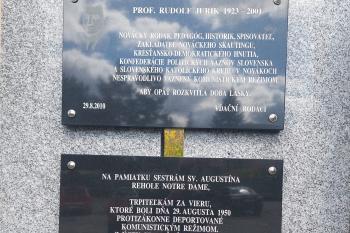 PROF. RUDOLF JURÍK 1923 - 2001
NOVÁCKY RODÁK, PEDAGÓG, HISTORIK, SPISOVATEĽ,
ZAKLADATEĽ NOVÁCKEHO SKAUTINGU,
KRESŤANSKO-DEMOKRATICKÉHO HNUTIA,
KONFEDERÁCIE POLITICKÝCH VÄZŇOV SLOVENSKA
A SLOVENSKÉHO KATOLÍCKEHO KRUHU V NOVÁKOCH
NESPRAVODLIVO VÄZNENÝ KOMUNISTICKÝM REŽIMOM
ABY OPÄŤ ROZKVITLA DOBA LÁSKY.
29.8.2010 VĎAČNÍ RODÁCI
NA PAMIATKU SESTRÁM SV. AUGUSTÍNA
REHOLE NOTRE DAME,
TRPITEĽKÁM ZA VIERU,
KTORÉ BOLI DŇA 29. AUGUSTA 1950
PROTIZÁKONNE DEPORTOVANÉ
KOMUNISTICKÝM REŽIMOM.